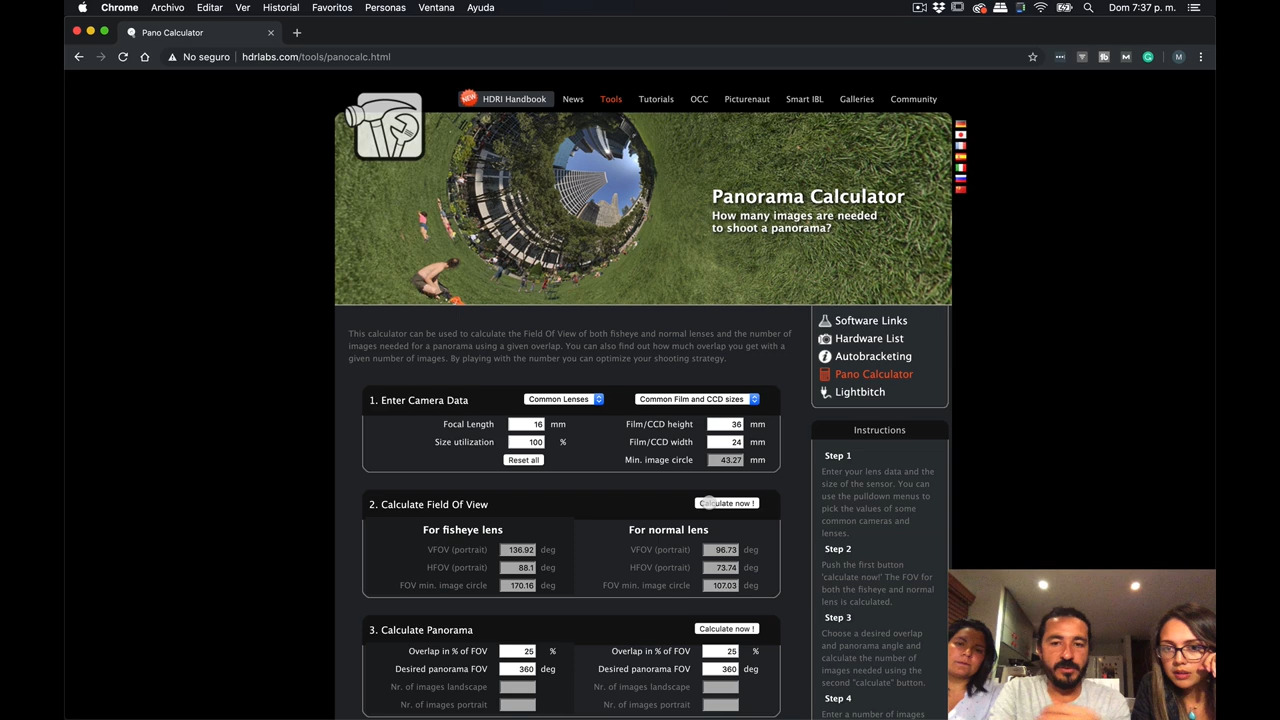 Chrome Archivo Editar Ver Historial Favoritos Personas Ventana Ayuda Dom 7:37 p. m.
Pano Calculator
No seguro hdrlabs.com/tools/panocalc.html
NEW HDRI Handbook News Tools Tutorials OCC Picturenaut Smart IBL Galleries Community
Panorama Calculator
How many images are needed
to shoot a panorama?
This calculator can be used to calculate the Field Of View of both fisheye and normal lenses and the number of
images needed for a panorama using a given overlap. You can also find out how much overlap you get with a
given number of images. By playing with the number you can optimize your shooting strategy.
1. Enter Camera Data Common Lenses Common Film and CCD sizes
Focal Length 16 mm Film/CCD height 36 mm
Size utilization 100 % Film/CCD width 24 mm
Reset all Min. image circle 43.27 mm
2. Calculate Field Of View Calculate now !
For fisheye lens For normal lens
VFOV (portrait) 136.92 deg VFOV (portrait) 96.73 deg
HFOV (portrait) 88.1 deg HFOV (portrait) 73.74 deg
FOV min. image circle 170.16 deg FOV min. image circle 107.03 deg
3. Calculate Panorama Calculate now !
Overlap in % of FOV 25 % Overlap in % of FOV 25 %
Desired panorama FOV 360 deg Desired panorama FOV 360 deg
Nr. of images landscape Nr. of images landscape
Nr. of images portrait Nr. of images portrait
Software Links
Hardware List
Autobracketing
Pano Calculator
Lightbitch
Instructions
Step 1
Enter your lens data and the
size of the sensor. You can
use the pulldown menus to
pick the values of some
common cameras and
lenses.
Step 2
Push the first button
'calculate now!' The FOV for
both the fisheye and normal
lens is calculated.
Step 3
Choose a desired overlap
and panorama angle and
calculate the number of
images needed using the
second "calculate" button.
Step 4
Enter a number of images